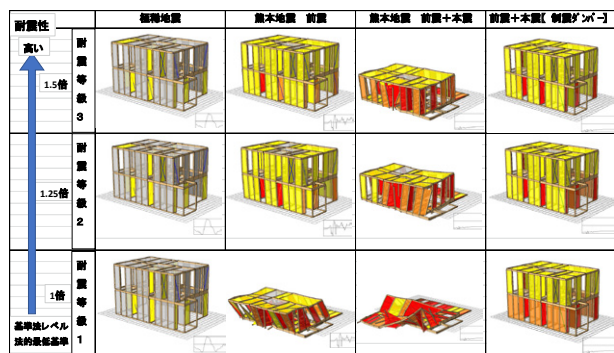 耐震性
高い
1.5倍
1.25倍
1倍
基準法レベル
法的最低基準
極稀地震
熊本地震 前震
熊本地震 前震+本震
前震+本震【 制震ダンパー】
耐震等級3
耐震等級2
耐震等級1